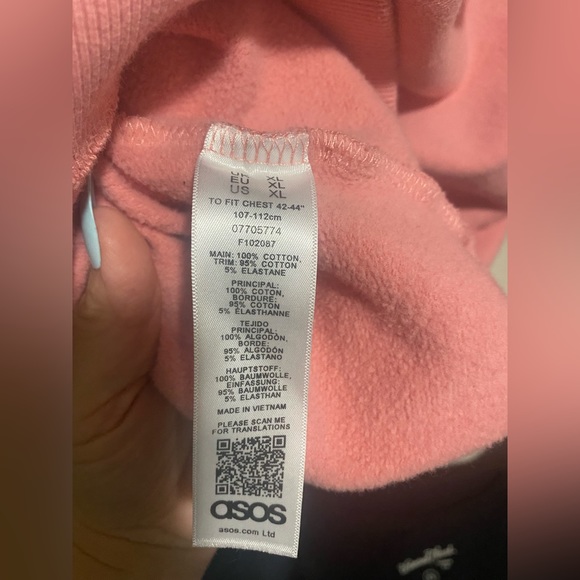 EU XL
US XL
TO FIT CHEST 42-44"
107-112cm
07705774
F102087
MAIN: 100% COTTON,
TRIM: 95% COTTON
5% ELASTANE
PRINCIPAL:
100% COTON,
BORDURE:
95% COTON
5% ÉLASTHANNE
TEJIDO
PRINCIPAL:
100% ALGODÓN,
BORDE:
95% ALGODÓN
5% ELASTANO
HAUPTSTOFF:
100% BAUMWOLLE,
EINFASSUNG:
95% BAUMWOLLE
5% ELASTHAN
MADE IN VIETNAM
PLEASE SCAN ME
FOR TRANSLATIONS
asos
asos.com Ltd